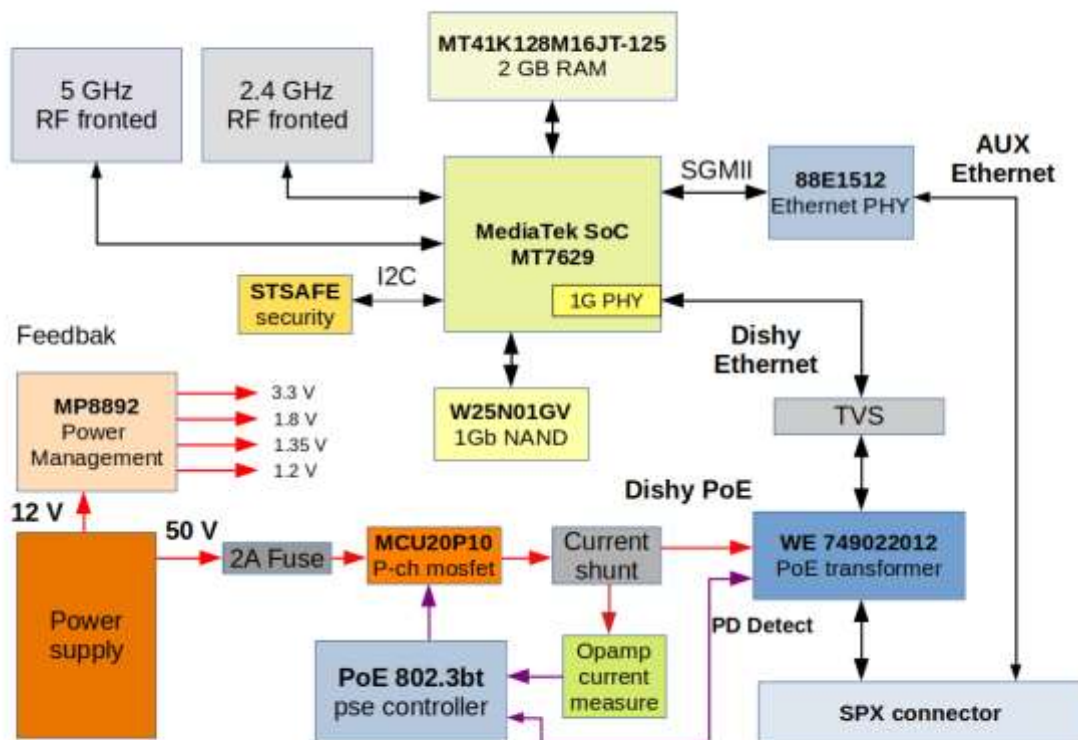 MT41K128M16JT-125
2 GB RAM
5 GHz
RF fronted
2.4 GHz
RF fronted
AUX
Ethernet
SGMII
88E1512
Ethernet PHY
MediaTek SoC
MT7629
I2C
STSAFE
security
1G PHY
Feedbak
Dishy
Ethernet
MP8892
Power
Management
3.3 V
1.8 V
1.35 V
1.2 V
W25N01GV
1Gb NAND
TVS
Dishy PoE
12 V
50 V
2A Fuse
MCU20P10
P-ch mosfet
Current
shunt
WE 749022012
PoE transformer
Power
supply
PD Detect
PoE 802.3bt
pse controller
Opamp
current
measure
SPX connector